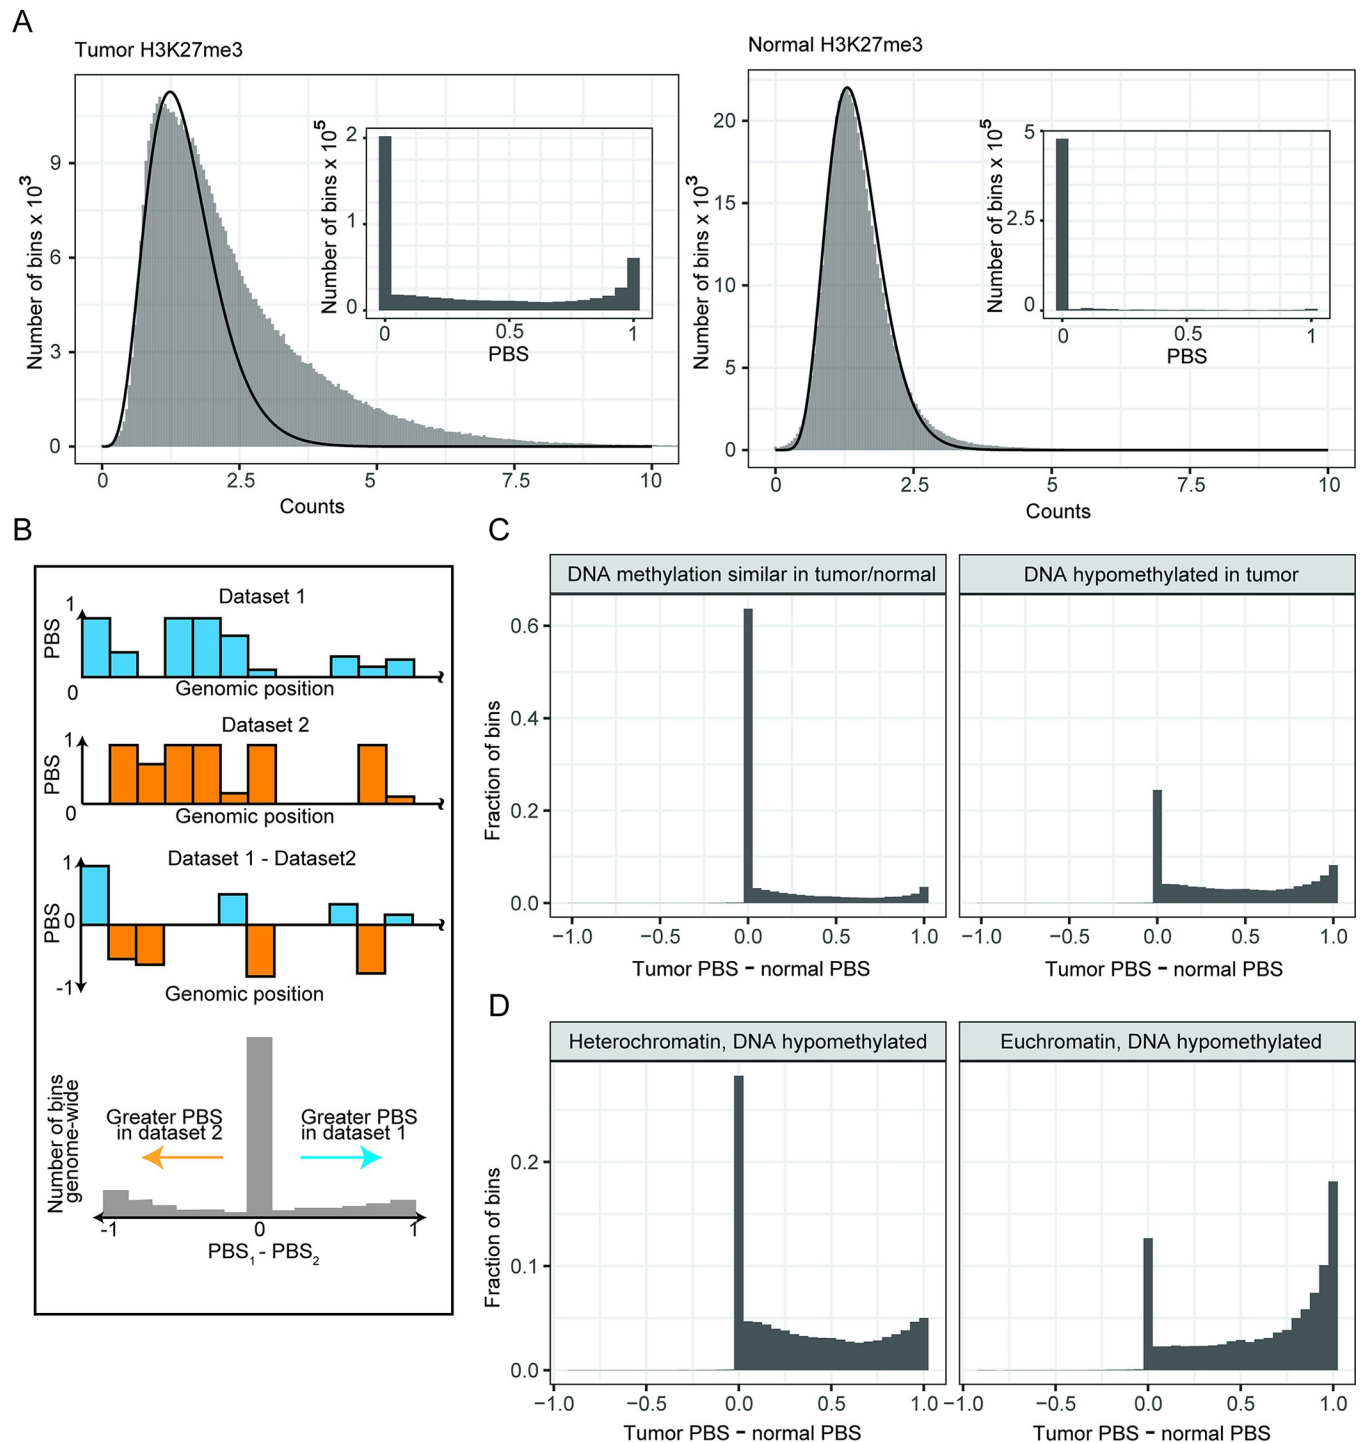 A
Tumor H3K27me3
Normal H3K27me3
Number of bins x 10³
9
6
3
0
0
2.5
5
7.5
10
Counts
Number of bins x 10⁵
2
1
0
0
0.5
1
PBS
Number of bins x 10³
20
15
10
5
0
0
2.5
5
7.5
10
Counts
Number of bins x 10⁵
5
2.5
0
0
0.5
1
PBS
B
Dataset 1
1
PBS
0
Genomic position
Dataset 2
1
PBS
0
Genomic position
Dataset 1 - Dataset2
1
PBS
0
-1
Genomic position
Number of bins
genome-wide
Greater PBS
in dataset 2
Greater PBS
in dataset 1
-1
0
1
PBS₁ - PBS₂
C
DNA methylation similar in tumor/normal
DNA hypomethylated in tumor
Fraction of bins
0.6
0.4
0.2
0.0
−1.0
−0.5
0.0
0.5
1.0
Tumor PBS − normal PBS
−1.0
−0.5
0.0
0.5
1.0
Tumor PBS − normal PBS
D
Heterochromatin, DNA hypomethylated
Euchromatin, DNA hypomethylated
Fraction of bins
0.2
0.1
0.0
−1.0
−0.5
0.0
0.5
1.0
Tumor PBS − normal PBS
−1.0
−0.5
0.0
0.5
1.0
Tumor PBS − normal PBS